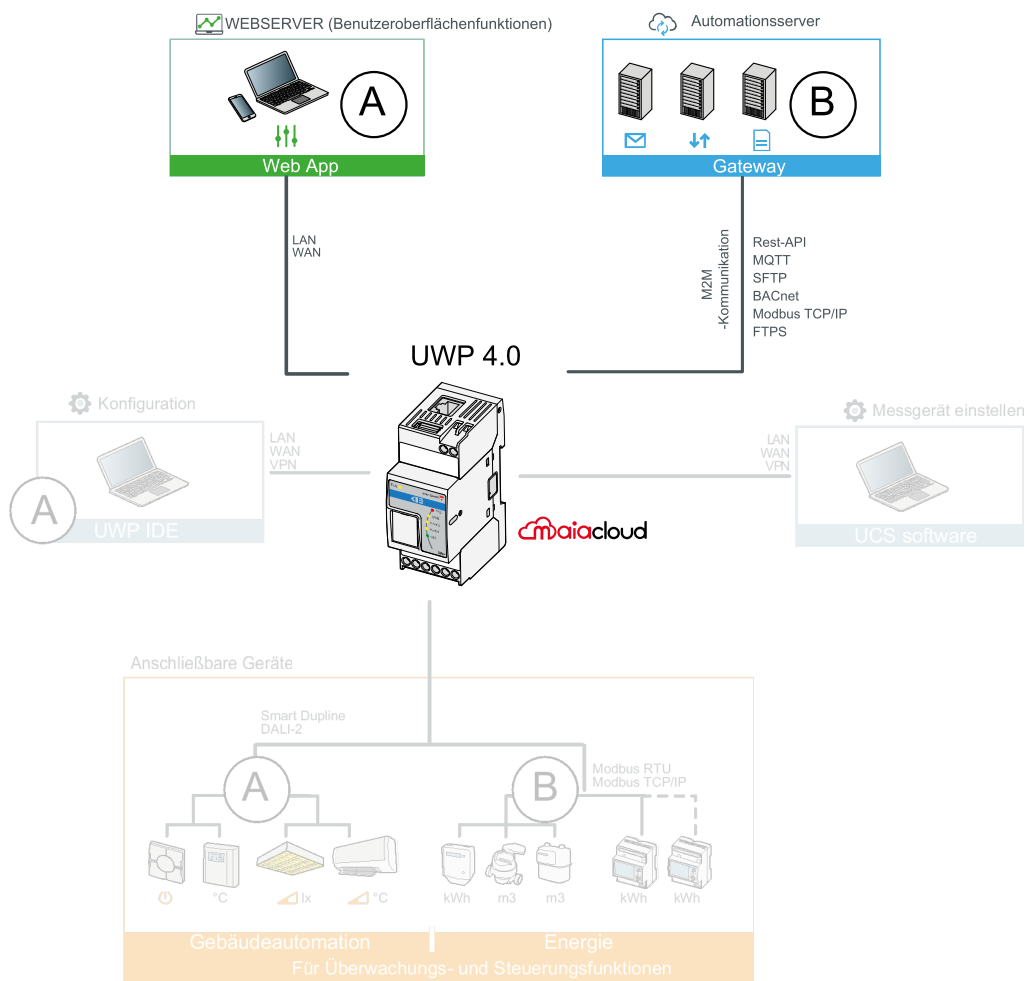 WEBSERVER (Benutzeroberflächenfunktionen)
Automationsserver
A
B
Web App
Gateway
LAN
WAN
M2M
-Kommunikation
Rest-API
MQTT
SFTP
BACnet
Modbus TCP/IP
FTPS
UWP 4.0
Konfiguration
Messgerät einstellen
LAN
WAN
VPN
LAN
WAN
VPN
A
UWP IDE
maiacloud
UCS software
Anschließbare Geräte
Smart Dupline
DALI-2
A
B
Modbus RTU
Modbus TCP/IP
°C
lx
°C
kWh
m3
m3
kWh
kWh
Gebäudeautomation
Energie
Für Überwachungs- und Steuerungsfunktionen